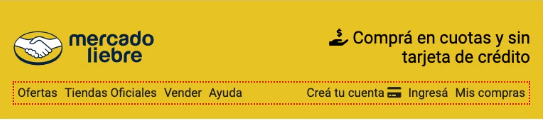 mercado
liebre
Comprá en cuotas y sin
tarjeta de crédito
Ofertas Tiendas Oficiales Vender Ayuda Creá tu cuenta Ingresá Mis compras